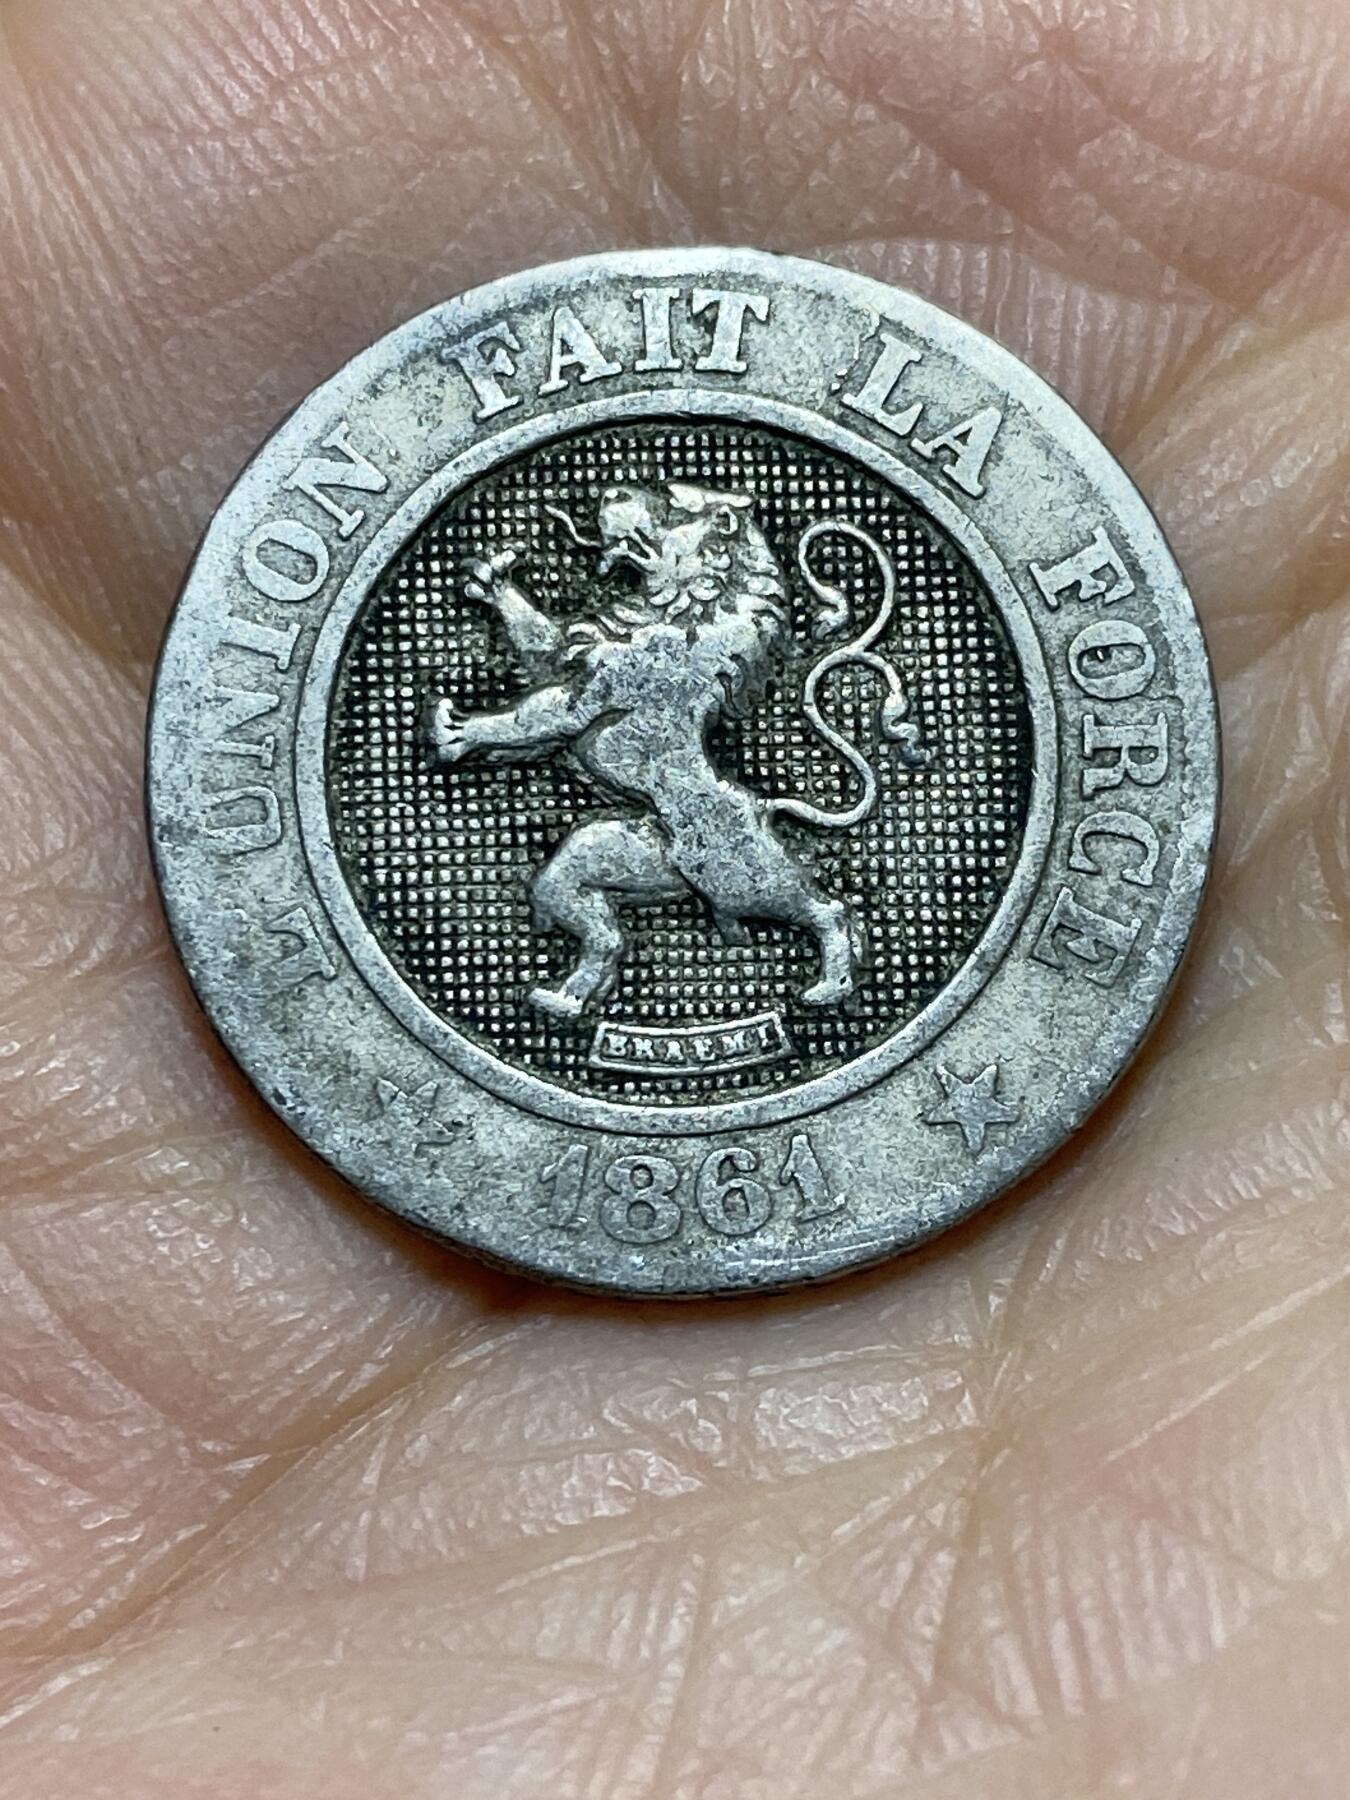 L'UNION FAIT LA FORCE
BRAEMT
1861